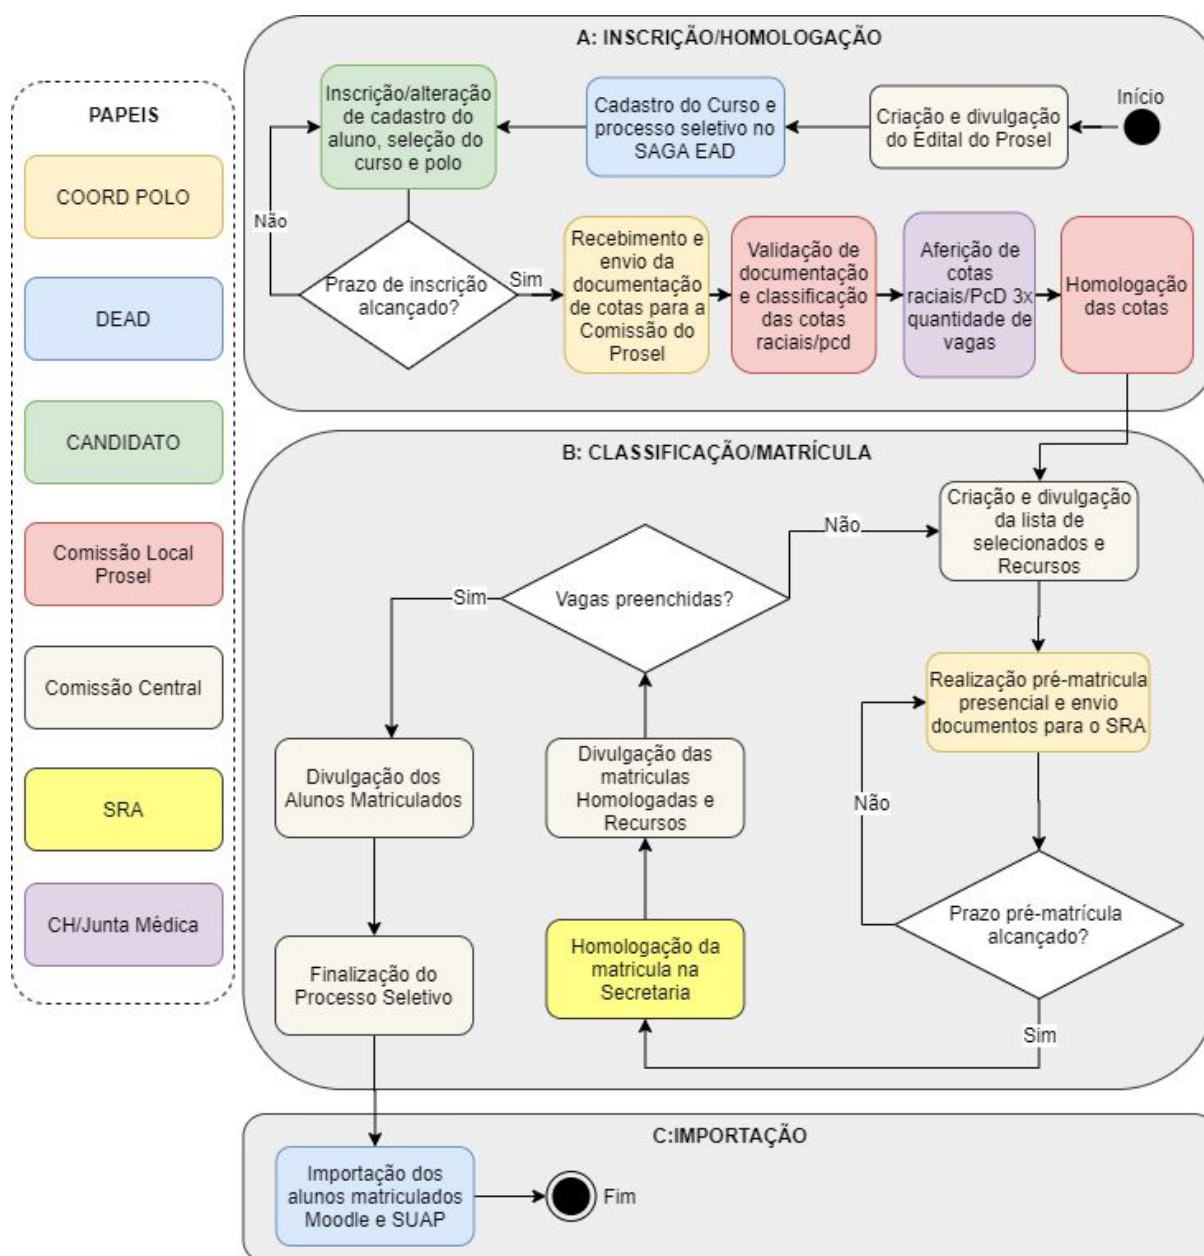 PAPEIS
COORD POLO
DEAD
CANDIDATO
Comissão Local
Prosel
Comissão Central
SRA
CH/Junta Médica
A: INSCRIÇÃO/HOMOLOGAÇÃO
Início
Criação e divulgação
do Edital do Prosel
Cadastro do Curso e
processo seletivo no
SAGA EAD
Inscrição/alteração
de cadastro do
aluno, seleção do
curso e polo
Não
Prazo de inscrição
alcançado?
Sim
Recebimento e
envio da
documentação
de cotas para a
Comissão do
Prosel
Validação de
documentação
e classificação
das cotas
raciais/pcd
Aferição de
cotas
raciais/PcD 3x
quantidade de
vagas
Homologação
das cotas
B: CLASSIFICAÇÃO/MATRÍCULA
Criação e divulgação
da lista de
selecionados e
Recursos
Realização pré-matricula
presencial e envio
documentos para o SRA
Não
Prazo pré-matrícula
alcançado?
Sim
Homologação da
matricula na
Secretaria
Divulgação das
matriculas
Homologadas e
Recursos
Vagas preenchidas?
Não
Sim
Divulgação dos
Alunos Matriculados
Finalização do
Processo Seletivo
C:IMPORTAÇÃO
Importação dos
alunos matriculados
Moodle e SUAP
Fim